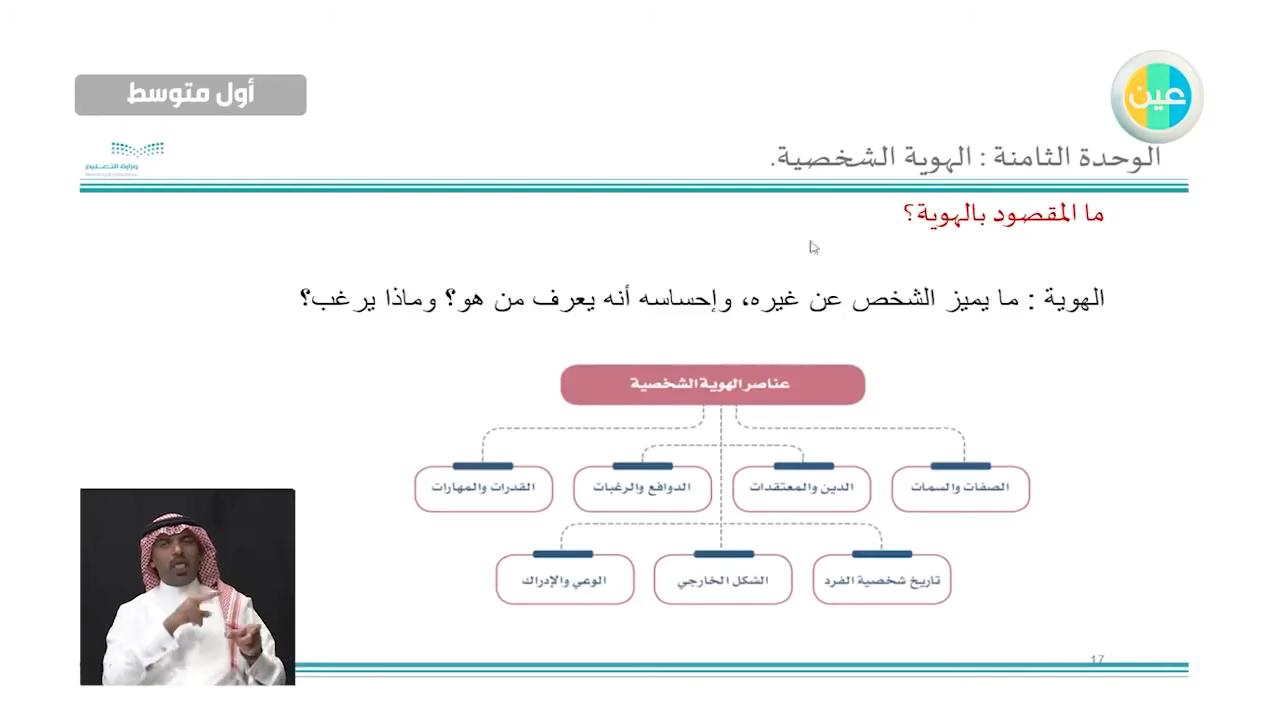 أول متوسط
عين
وزارة التعليم
الوحدة الثامنة : الهوية الشخصية.
ما المقصود بالهوية؟
الهوية : ما يميز الشخص عن غيره، وإحساسه أنه يعرف من هو؟ وماذا يرغب؟
عناصر الهوية الشخصية
الصفات والسمات
الدين والمعتقدات
الدوافع والرغبات
القدرات والمهارات
تاريخ شخصية الفرد
الشكل الخارجي
الوعي والإدراك
17